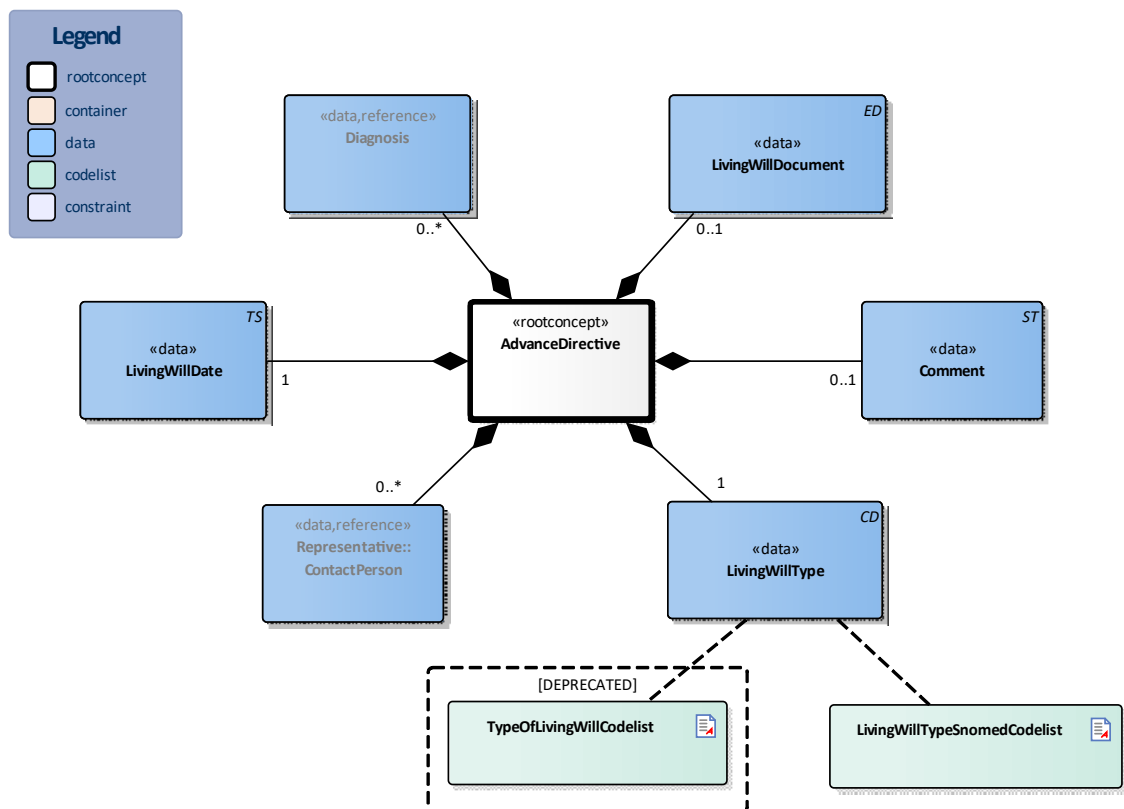 Legend
rootconcept
container
data
codelist
constraint
«data,reference»
Diagnosis
0..*
ED
«data»
LivingWillDocument
0..1
«rootconcept»
AdvanceDirective
TS
«data»
LivingWillDate
1
ST
«data»
Comment
0..1
0..*
«data,reference»
Representative::
ContactPerson
1
CD
«data»
LivingWillType
[DEPRECATED]
TypeOfLivingWillCodelist
LivingWillTypeSnomedCodelist